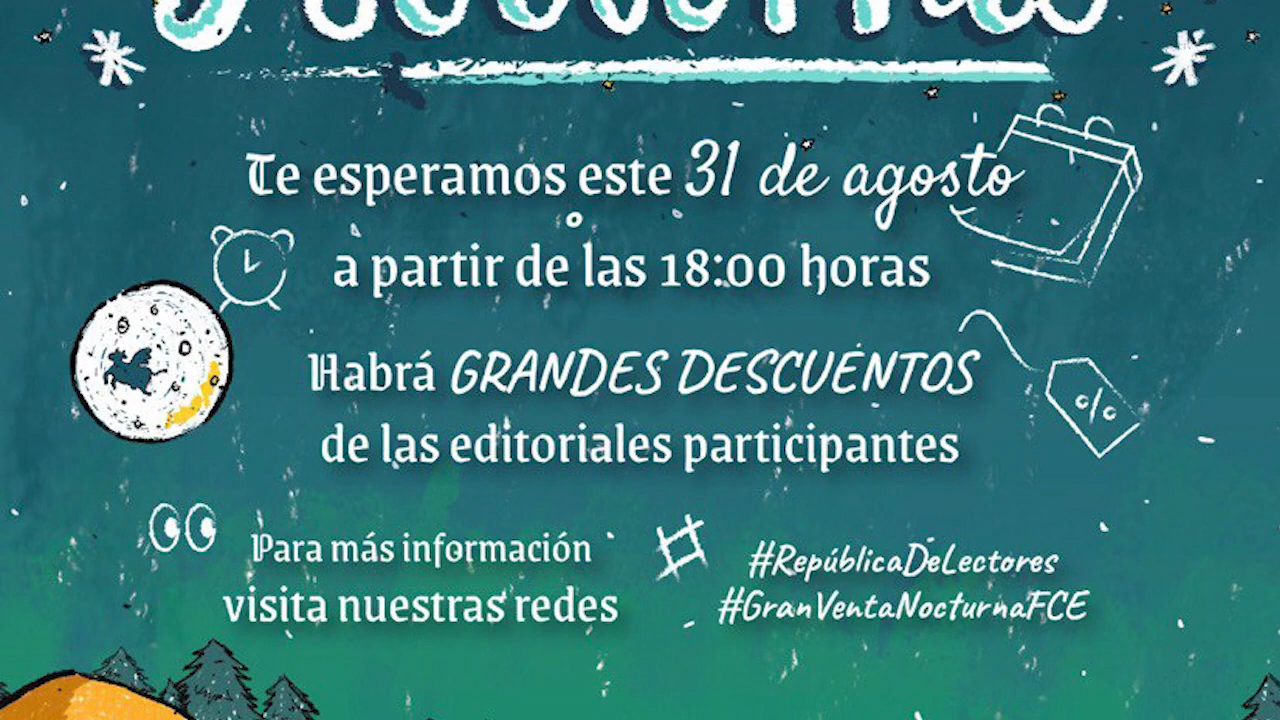 Te esperamos este 31 de agosto
a partir de las 18:00 horas
Habrá GRANDES DESCUENTOS
de las editoriales participantes
%
Para más información
visita nuestras redes
#RepúblicaDeLectores
#GranVentaNocturnaFCE